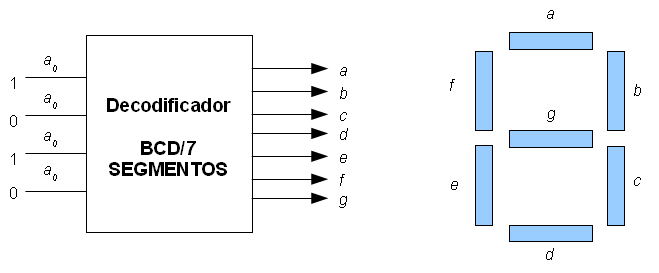 a0
1
a0
0
a0
1
a0
0
Decodificador
BCD/7
SEGMENTOS
a
b
c
d
e
f
g
a
f
b
g
e
c
d